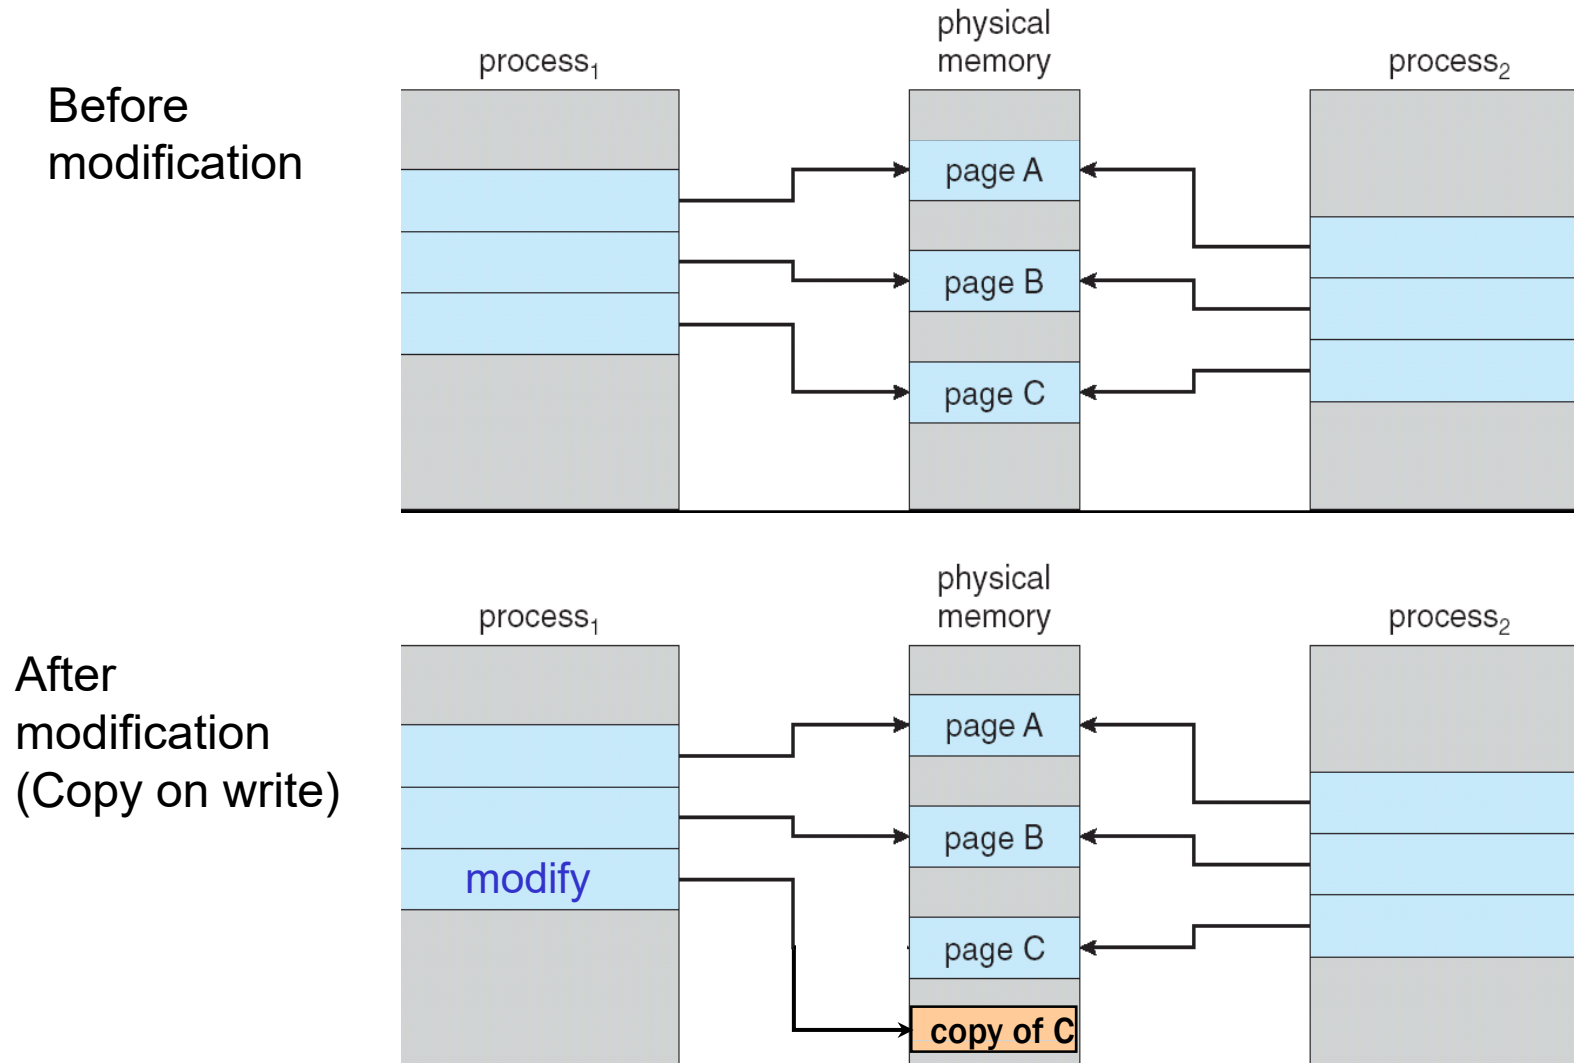 Before
modification
process₁
physical
memory
process₂
page A
page B
page C
After
modification
(Copy on write)
process₁
physical
memory
process₂
page A
page B
modify
page C
copy of C